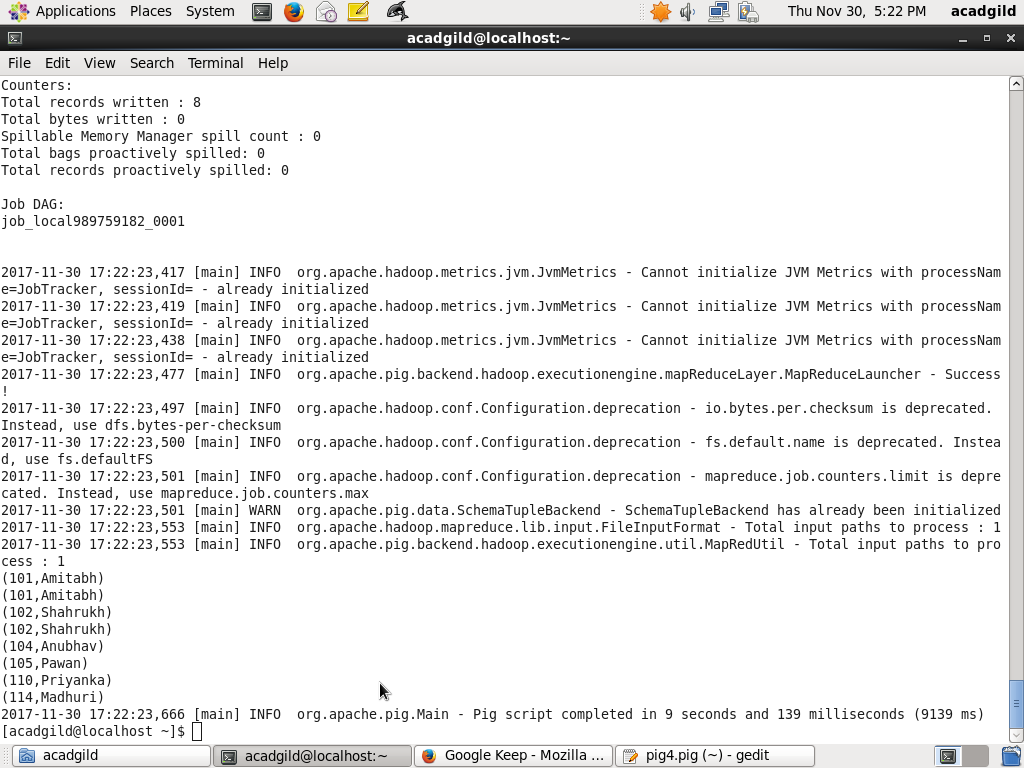 Applications Places System Thu Nov 30, 5:22 PM acadgild
acadgild@localhost:~
File Edit View Search Terminal Help
Counters:
Total records written : 8
Total bytes written : 0
Spillable Memory Manager spill count : 0
Total bags proactively spilled: 0
Total records proactively spilled: 0
Job DAG:
job_local989759182_0001
2017-11-30 17:22:23,417 [main] INFO  org.apache.hadoop.metrics.jvm.JvmMetrics - Cannot initialize JVM Metrics with processNam
e=JobTracker, sessionId= - already initialized
2017-11-30 17:22:23,419 [main] INFO  org.apache.hadoop.metrics.jvm.JvmMetrics - Cannot initialize JVM Metrics with processNam
e=JobTracker, sessionId= - already initialized
2017-11-30 17:22:23,438 [main] INFO  org.apache.hadoop.metrics.jvm.JvmMetrics - Cannot initialize JVM Metrics with processNam
e=JobTracker, sessionId= - already initialized
2017-11-30 17:22:23,477 [main] INFO  org.apache.pig.backend.hadoop.executionengine.mapReduceLayer.MapReduceLauncher - Success
!
2017-11-30 17:22:23,497 [main] INFO  org.apache.hadoop.conf.Configuration.deprecation - io.bytes.per.checksum is deprecated.
Instead, use dfs.bytes-per-checksum
2017-11-30 17:22:23,500 [main] INFO  org.apache.hadoop.conf.Configuration.deprecation - fs.default.name is deprecated. Instea
d, use fs.defaultFS
2017-11-30 17:22:23,501 [main] INFO  org.apache.hadoop.conf.Configuration.deprecation - mapreduce.job.counters.limit is depre
cated. Instead, use mapreduce.job.counters.max
2017-11-30 17:22:23,501 [main] WARN  org.apache.pig.data.SchemaTupleBackend - SchemaTupleBackend has already been initialized
2017-11-30 17:22:23,553 [main] INFO  org.apache.hadoop.mapreduce.lib.input.FileInputFormat - Total input paths to process : 1
2017-11-30 17:22:23,553 [main] INFO  org.apache.pig.backend.hadoop.executionengine.util.MapRedUtil - Total input paths to pro
cess : 1
(101,Amitabh)
(101,Amitabh)
(102,Shahrukh)
(102,Shahrukh)
(104,Anubhav)
(105,Pawan)
(110,Priyanka)
(114,Madhuri)
2017-11-30 17:22:23,666 [main] INFO  org.apache.pig.Main - Pig script completed in 9 seconds and 139 milliseconds (9139 ms)
[acadgild@localhost ~]$
acadgild acadgild@localhost:~ Google Keep - Mozilla ... pig4.pig (~) - gedit